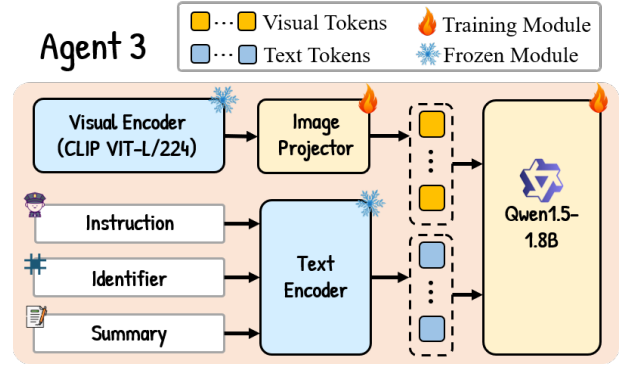 Agent 3
Visual Tokens
Training Module
Text Tokens
Frozen Module
Visual Encoder
(CLIP VIT-L/224)
Image
Projector
Qwen1.5-
1.8B
Instruction
Identifier
Summary
Text
Encoder